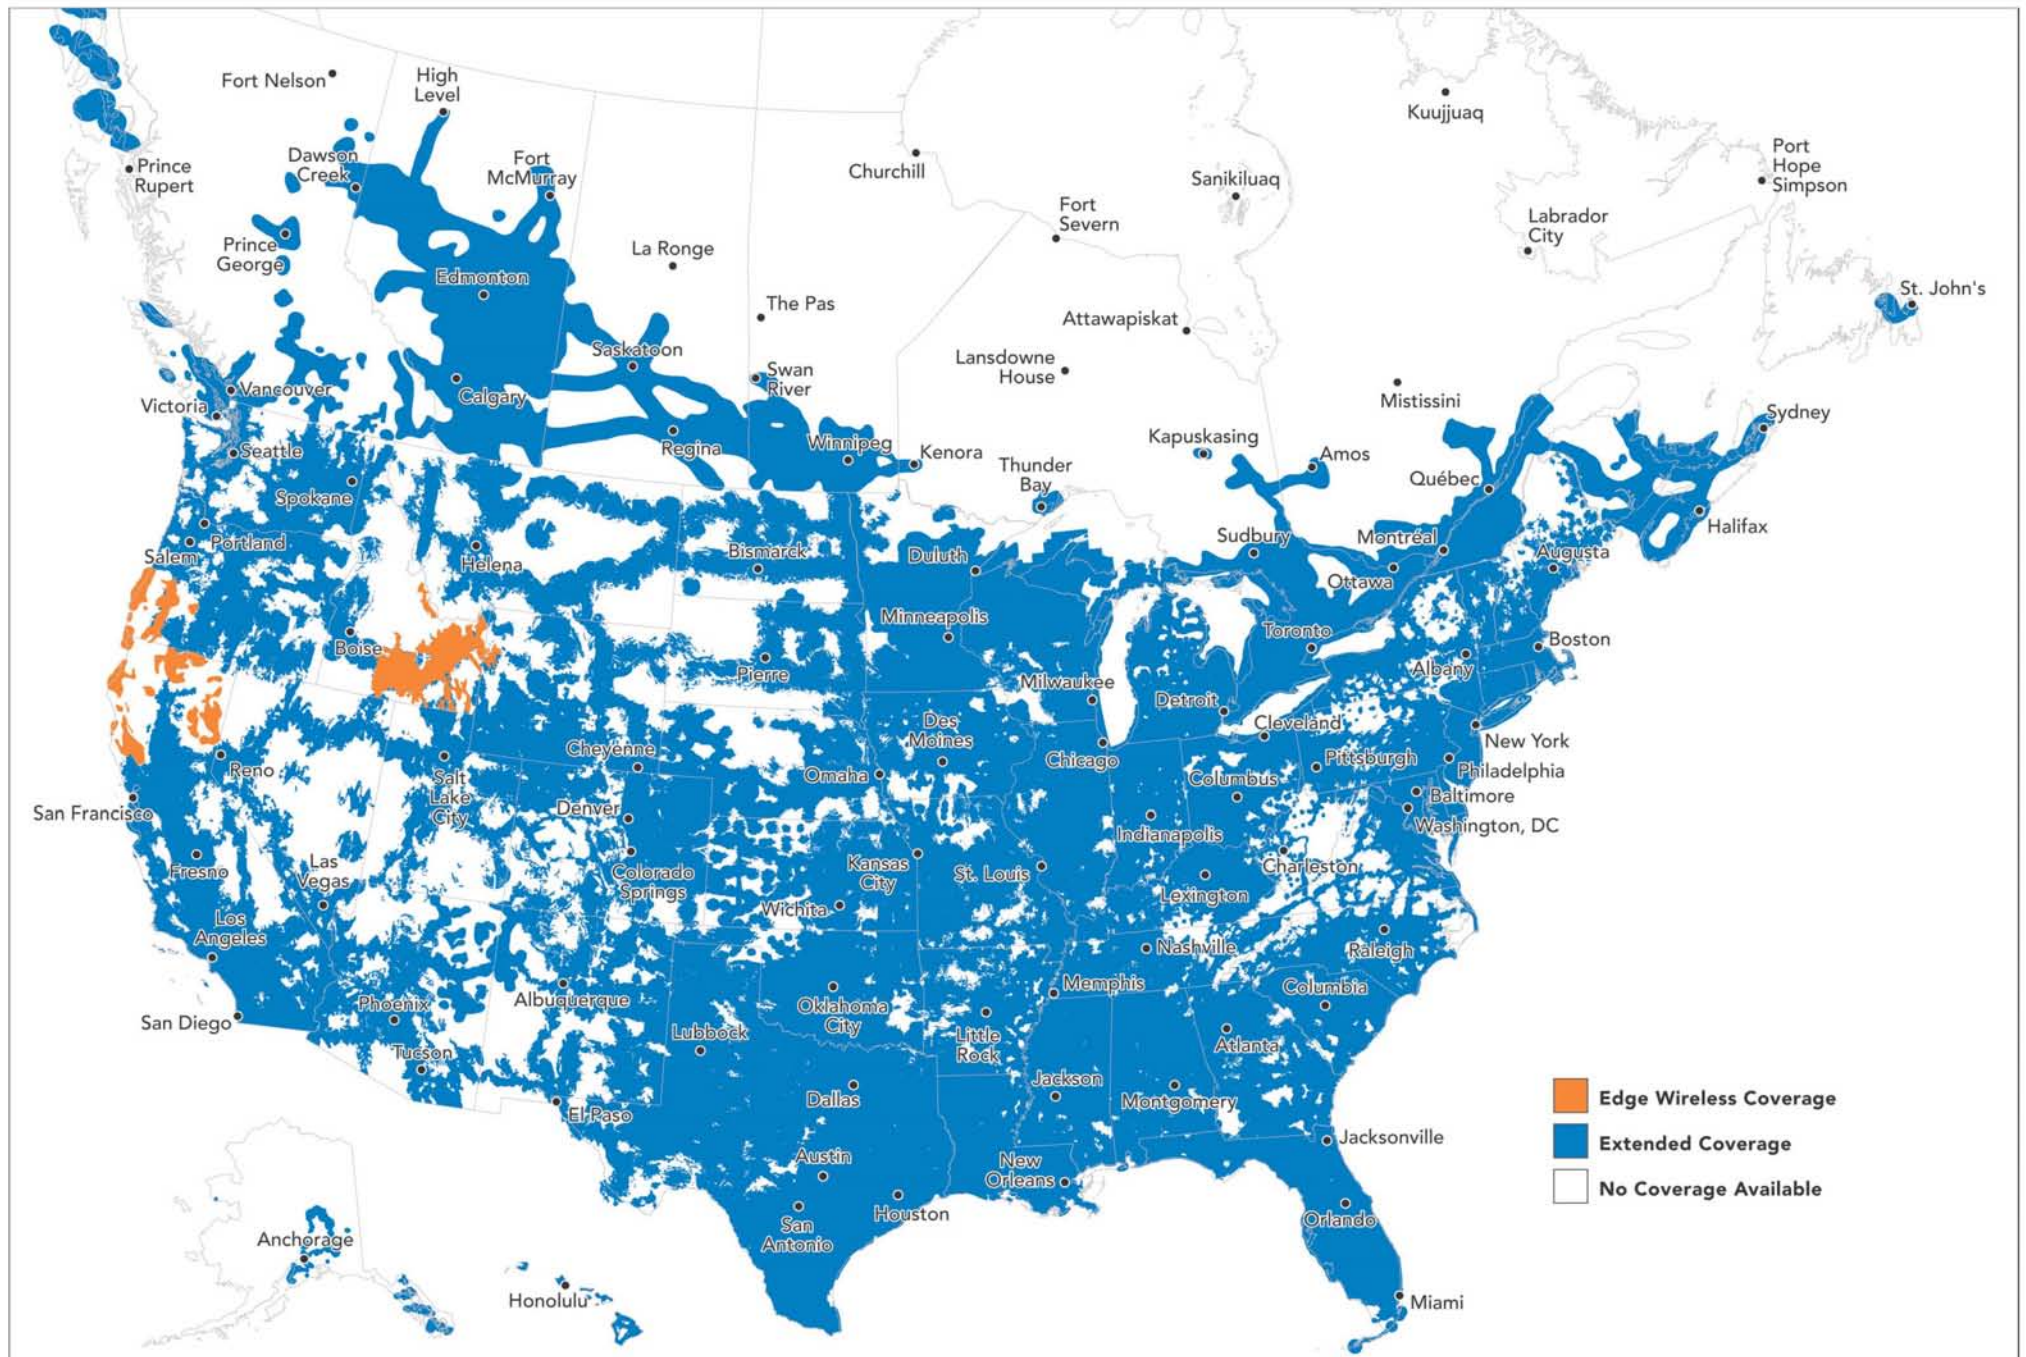 Fort Nelson
High
Level
Kuujjuaq
Dawson
Creek
Fort
McMurray
Churchill
Prince
Rupert
Sanikiluaq
Port
Hope
Simpson
Fort
Severn
Labrador
City
Prince
George
La Ronge
Edmonton
St. John's
The Pas
Attawapiskat
Saskatoon
Lansdowne
House
Swan
River
Vancouver
Calgary
Victoria
Mistissini
Sydney
Seattle
Regina
Winnipeg
Kenora
Kapuskasing
Amos
Thunder
Bay
Québec
Spokane
Halifax
Portland
Salem
Helena
Bismarck
Duluth
Sudbury
Montréal
Ottawa
Augusta
Minneapolis
Boise
Toronto
Boston
Pierre
Albany
Milwaukee
Detroit
Des
Moines
Cleveland
New York
Cheyenne
Chicago
Pittsburgh
Philadelphia
Reno
Salt
Lake
City
Omaha
Columbus
Baltimore
San Francisco
Denver
Indianapolis
Washington, DC
Fresno
Las
Vegas
Colorado
Springs
Kansas
City
St. Louis
Charleston
Lexington
Wichita
Los
Angeles
Nashville
Raleigh
Phoenix
Albuquerque
Oklahoma
City
Memphis
Columbia
San Diego
Lubbock
Little
Rock
Atlanta
Tucson
Jackson
Dallas
Montgomery
El Paso
Edge Wireless Coverage
Extended Coverage
No Coverage Available
Jacksonville
Austin
New
Orleans
Houston
San
Antonio
Orlando
Anchorage
Honolulu
Miami